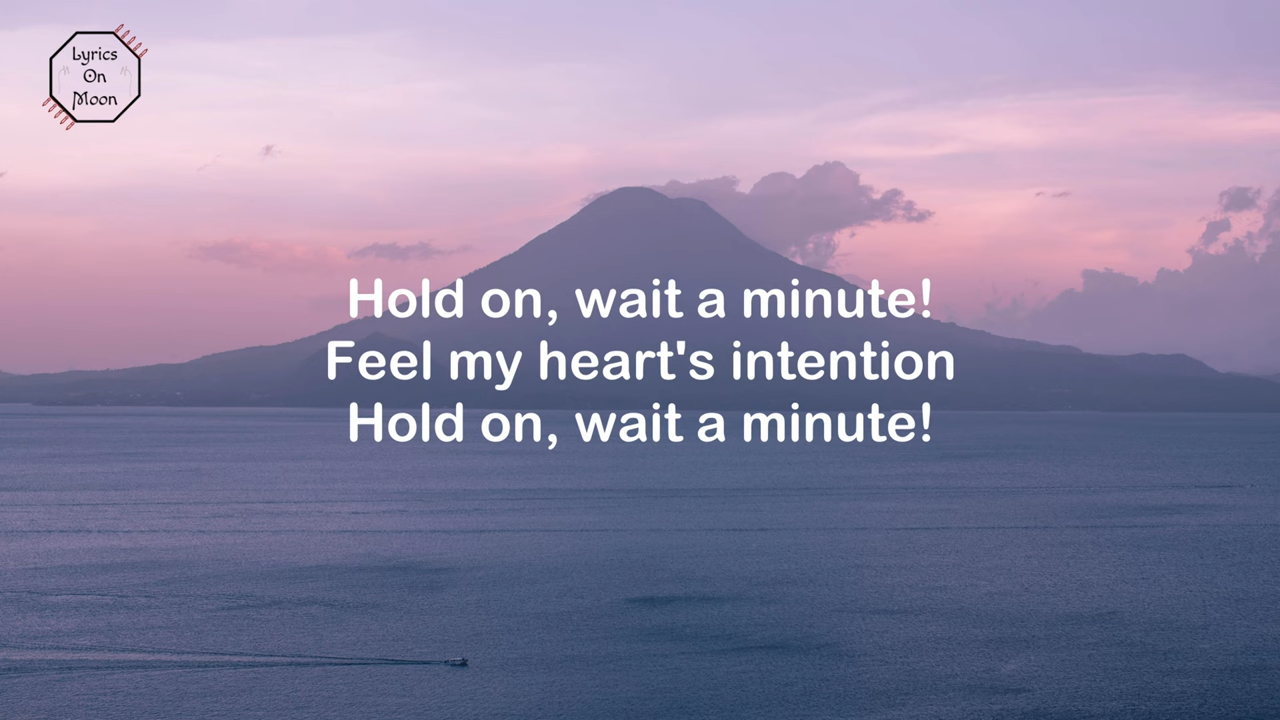 Lyrics
On
Moon
Hold on, wait a minute!
Feel my heart's intention
Hold on, wait a minute!